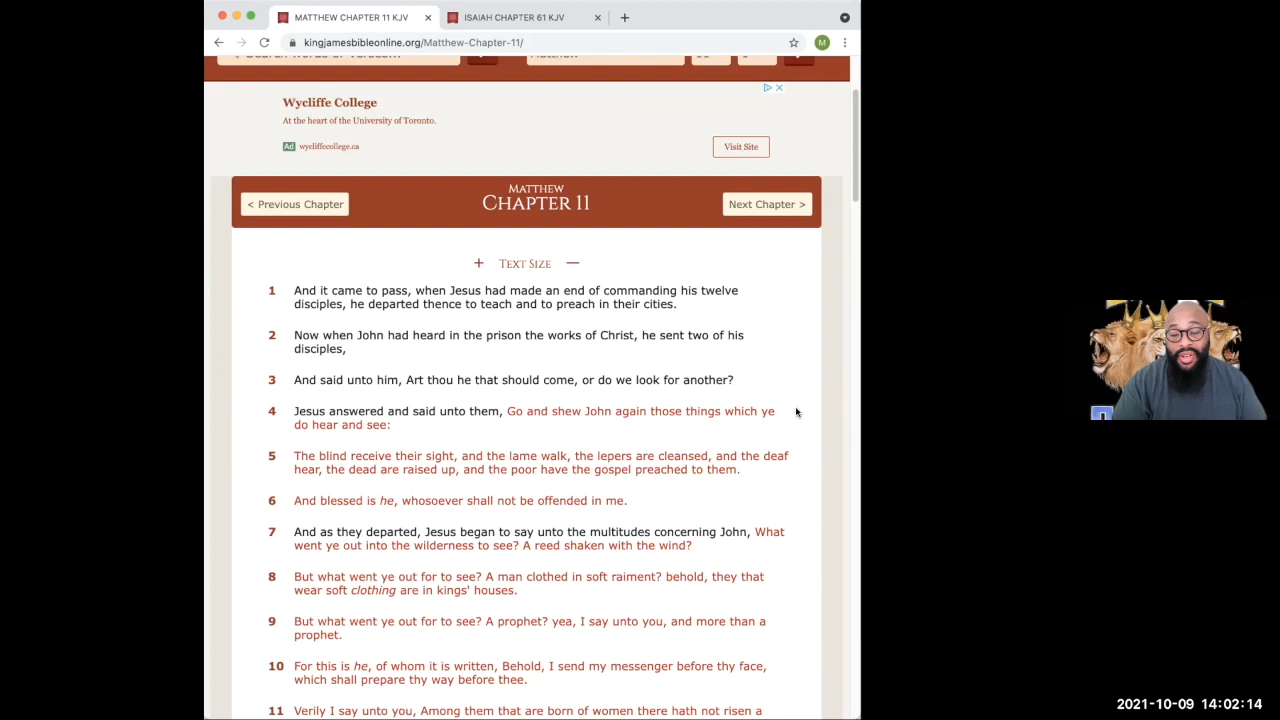 MATTHEW CHAPTER 11 KJV
ISAIAH CHAPTER 61 KJV
kingjamesbibleonline.org/Matthew-Chapter-11/
M
Wycliffe College
At the heart of the University of Toronto.
Ad wycliffecollege.ca
Visit Site
< Previous Chapter
MATTHEW
CHAPTER 11
Next Chapter >
+ TEXT SIZE —
1 And it came to pass, when Jesus had made an end of commanding his twelve
disciples, he departed thence to teach and to preach in their cities.
2 Now when John had heard in the prison the works of Christ, he sent two of his
disciples,
3 And said unto him, Art thou he that should come, or do we look for another?
4 Jesus answered and said unto them, Go and shew John again those things which ye
do hear and see:
5 The blind receive their sight, and the lame walk, the lepers are cleansed, and the deaf
hear, the dead are raised up, and the poor have the gospel preached to them.
6 And blessed is he, whosoever shall not be offended in me.
7 And as they departed, Jesus began to say unto the multitudes concerning John, What
went ye out into the wilderness to see? A reed shaken with the wind?
8 But what went ye out for to see? A man clothed in soft raiment? behold, they that
wear soft clothing are in kings' houses.
9 But what went ye out for to see? A prophet? yea, I say unto you, and more than a
prophet.
10 For this is he, of whom it is written, Behold, I send my messenger before thy face,
which shall prepare thy way before thee.
11 Verily I say unto you, Among them that are born of women there hath not risen a
2021-10-09 14:02:14